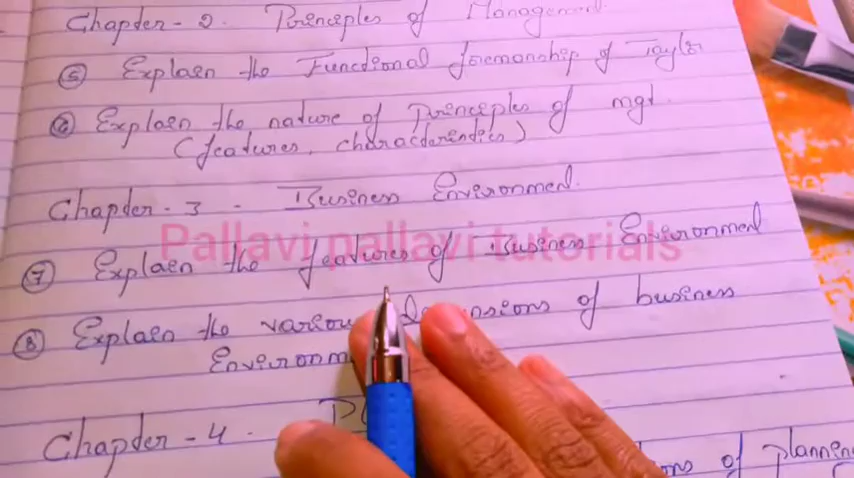 Chapter - 2. Principles of Management
⑤ Explain the Functional foremanship of Taylor
⑥ Explain the nature of Principles of mgt.
(features, characteristics)
Chapter - 3 - Business Environment.
Pallavi pallavi tutorials
⑦ Explain the features of Business Environment
⑧ Explain the various of business
Chapter - 4.
of planning